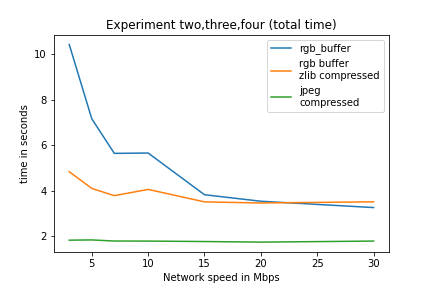 Experiment two,three,four (total time)
rgb_buffer
rgb buffer
zlib compressed
jpeg
compressed
time in seconds
10
8
6
4
2
5
10
15
20
25
30
Network speed in Mbps